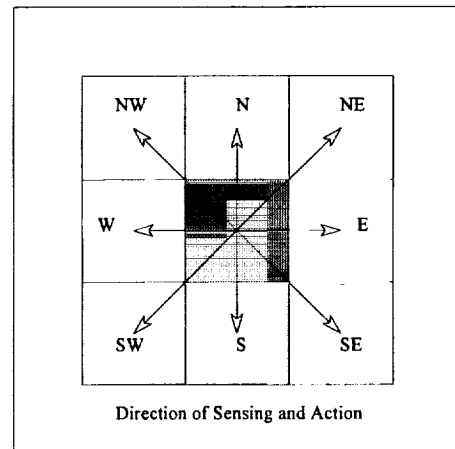 NW N NE
W E
SW S SE
Direction of Sensing and Action